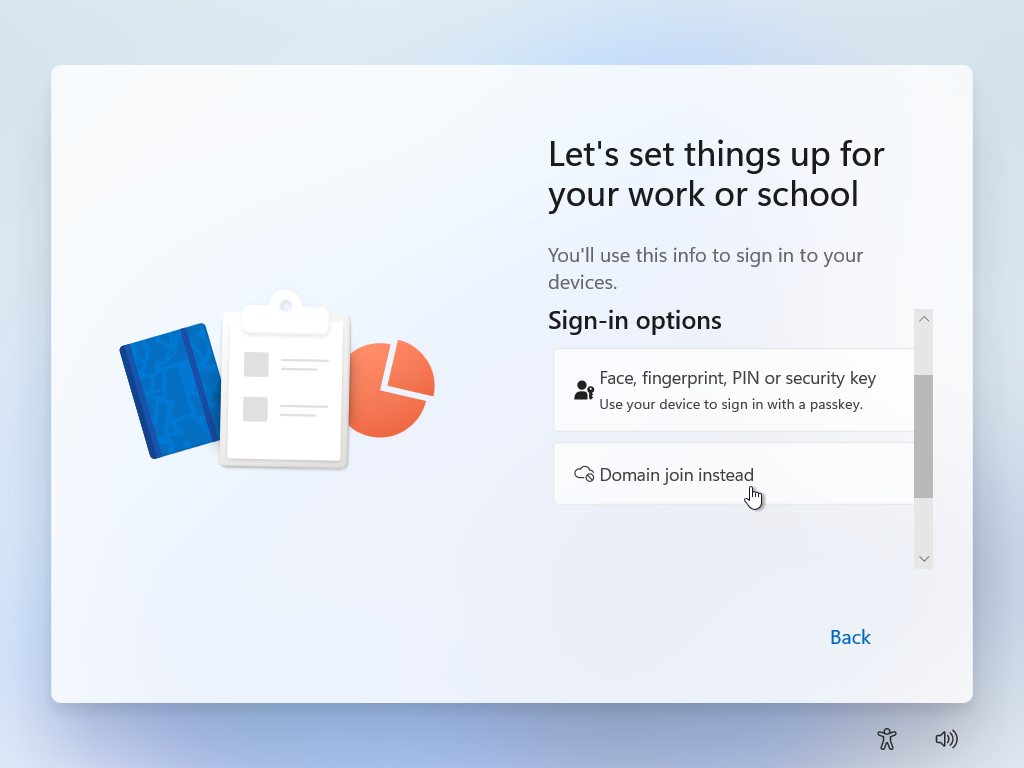 Let's set things up for
your work or school
You'll use this info to sign in to your
devices.
Sign-in options
Face, fingerprint, PIN or security key
Use your device to sign in with a passkey.
Domain join instead
Back